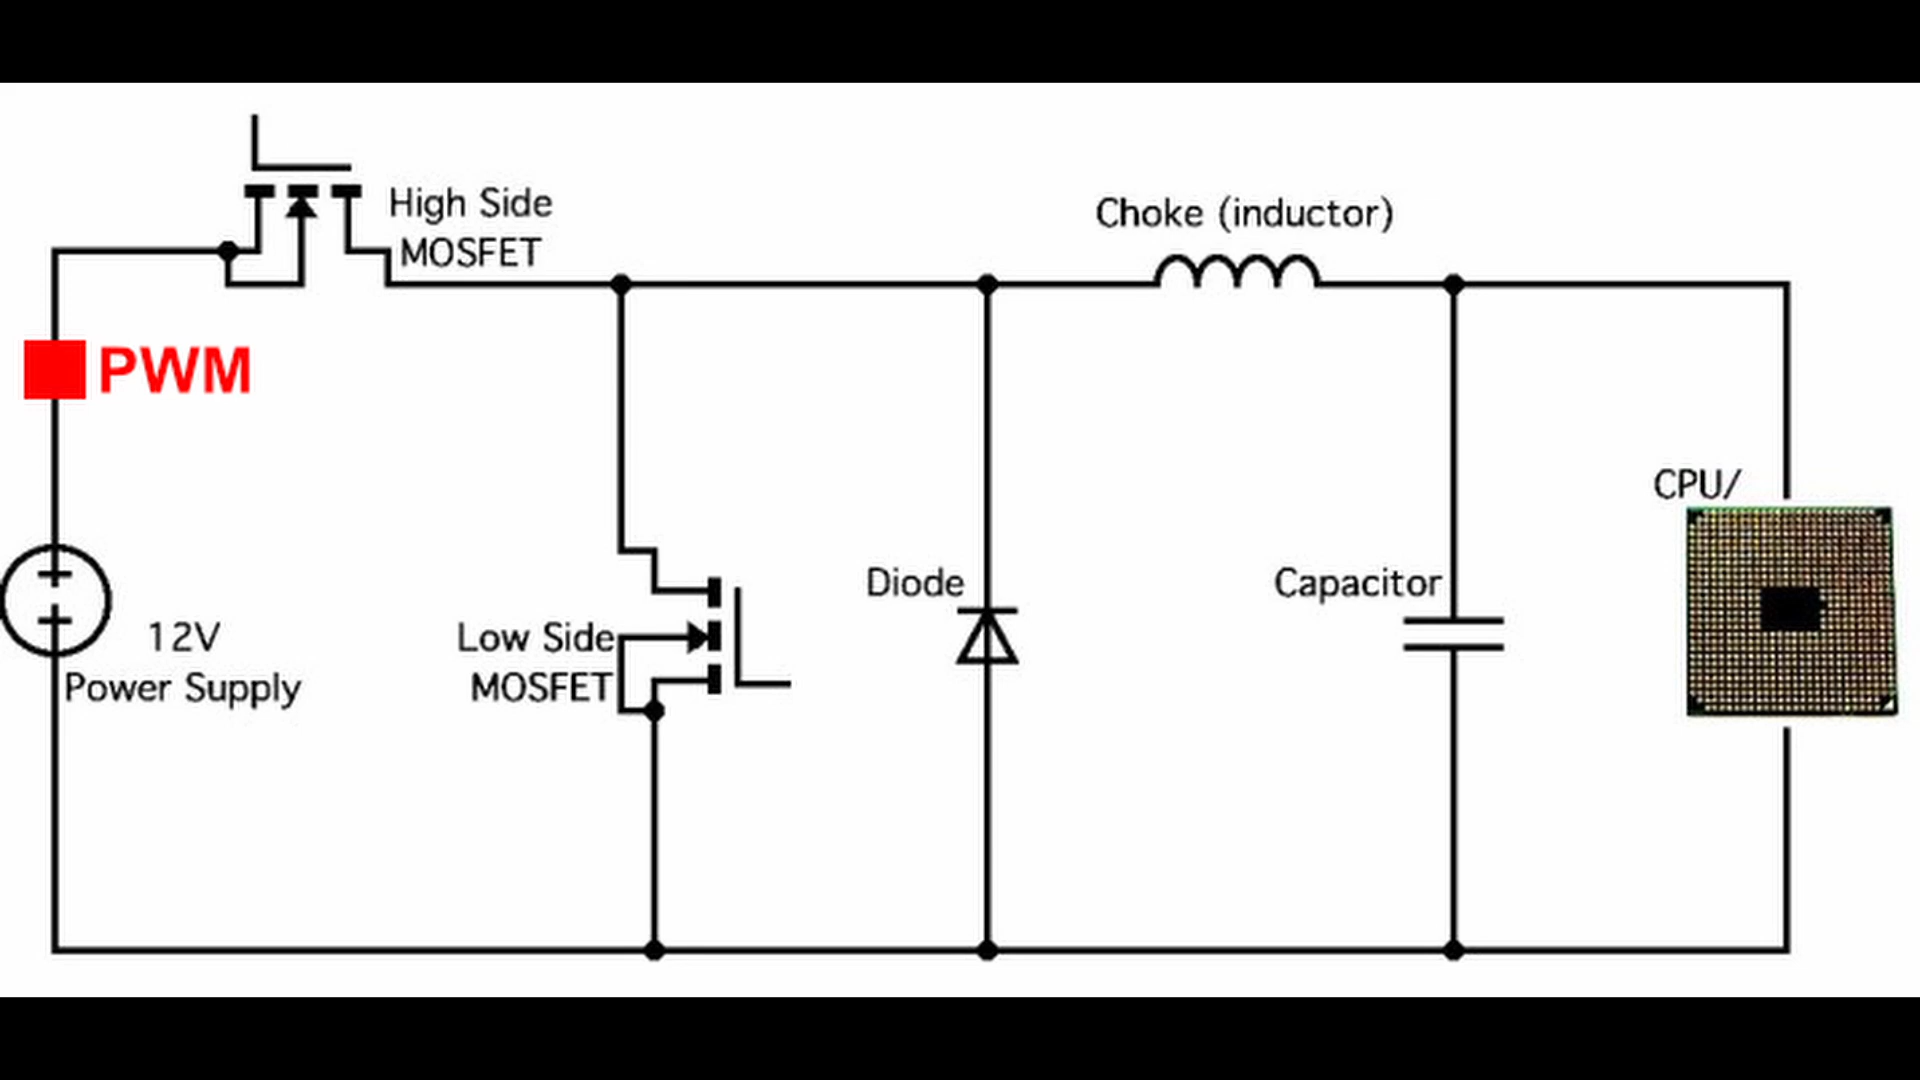 High Side
MOSFET
Choke (inductor)
PWM
CPU/
Diode
Capacitor
12V
Power Supply
Low Side
MOSFET